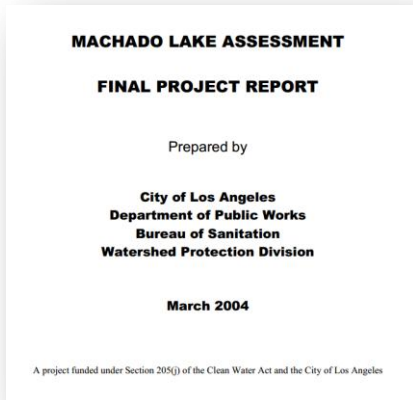 MACHADO LAKE ASSESSMENT
FINAL PROJECT REPORT
Prepared by
City of Los Angeles
Department of Public Works
Bureau of Sanitation
Watershed Protection Division
March 2004
A project funded under Section 205(j) of the Clean Water Act and the City of Los Angeles